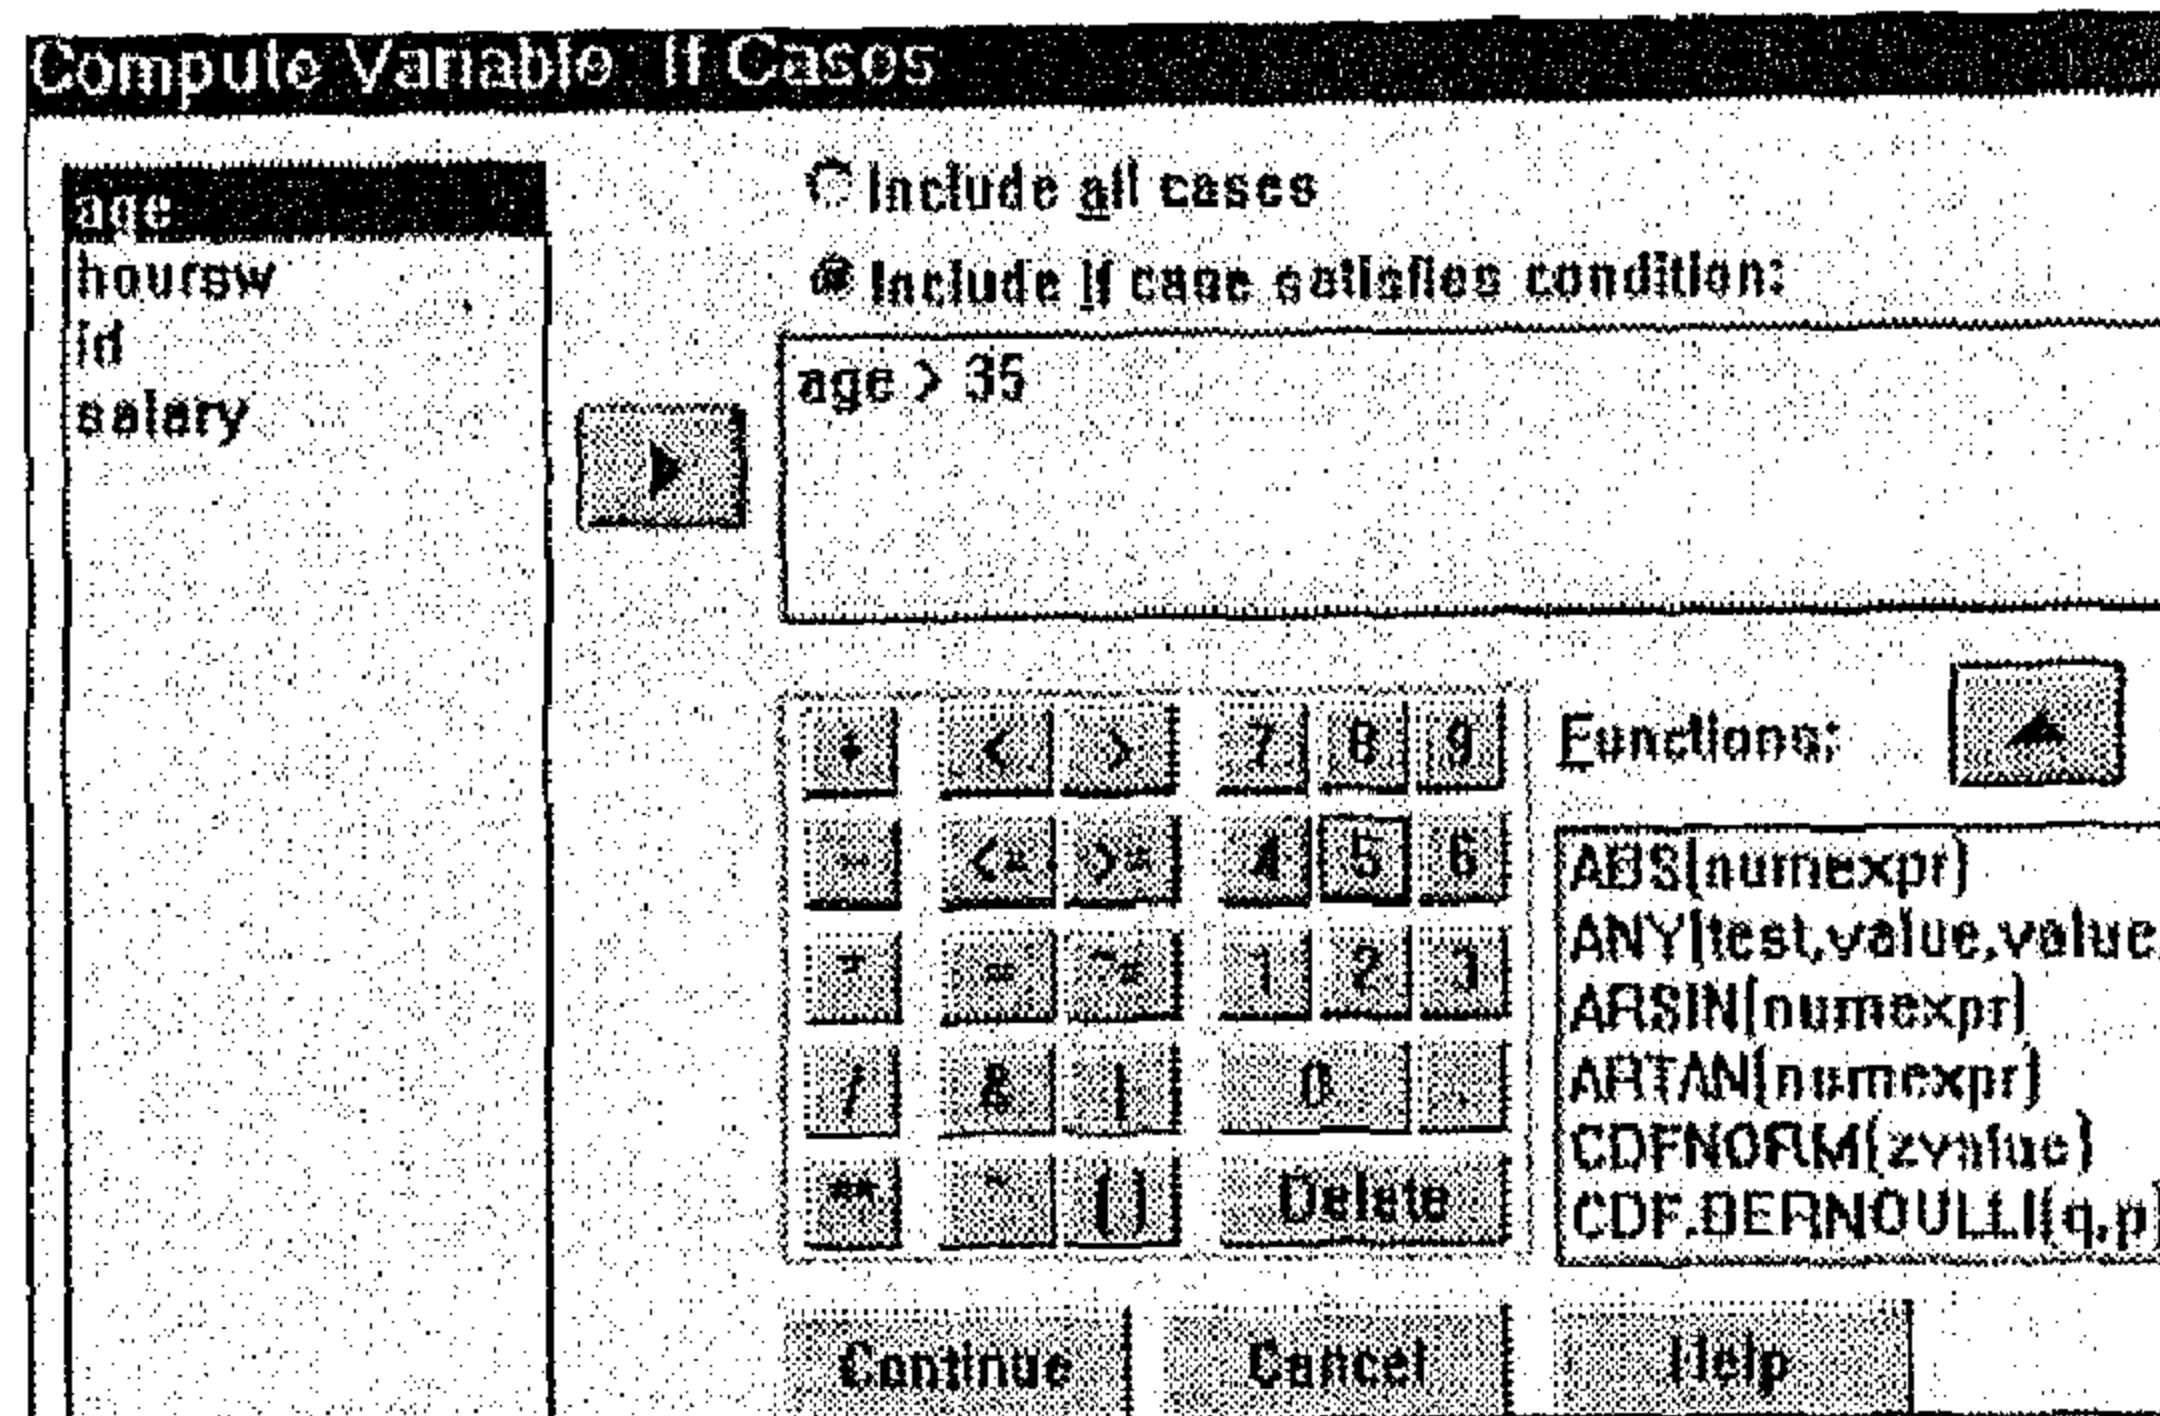 Compute Variable: If Cases
age
hoursw
id
salary
Include all cases
Include if case satisfies condition:
age > 35
+ < > 7 8 9
- <= >= 4 5 6
* = ~= 1 2 3
/ & | 0 .
** ~ () Delete
Functions:
ABS(numexpr)
ANY(test,value,value,
ARSIN(numexpr)
ARTAN(numexpr)
CDFNORM(zvalue)
CDF.BERNOULLI(q,p)
Continue Cancel Help